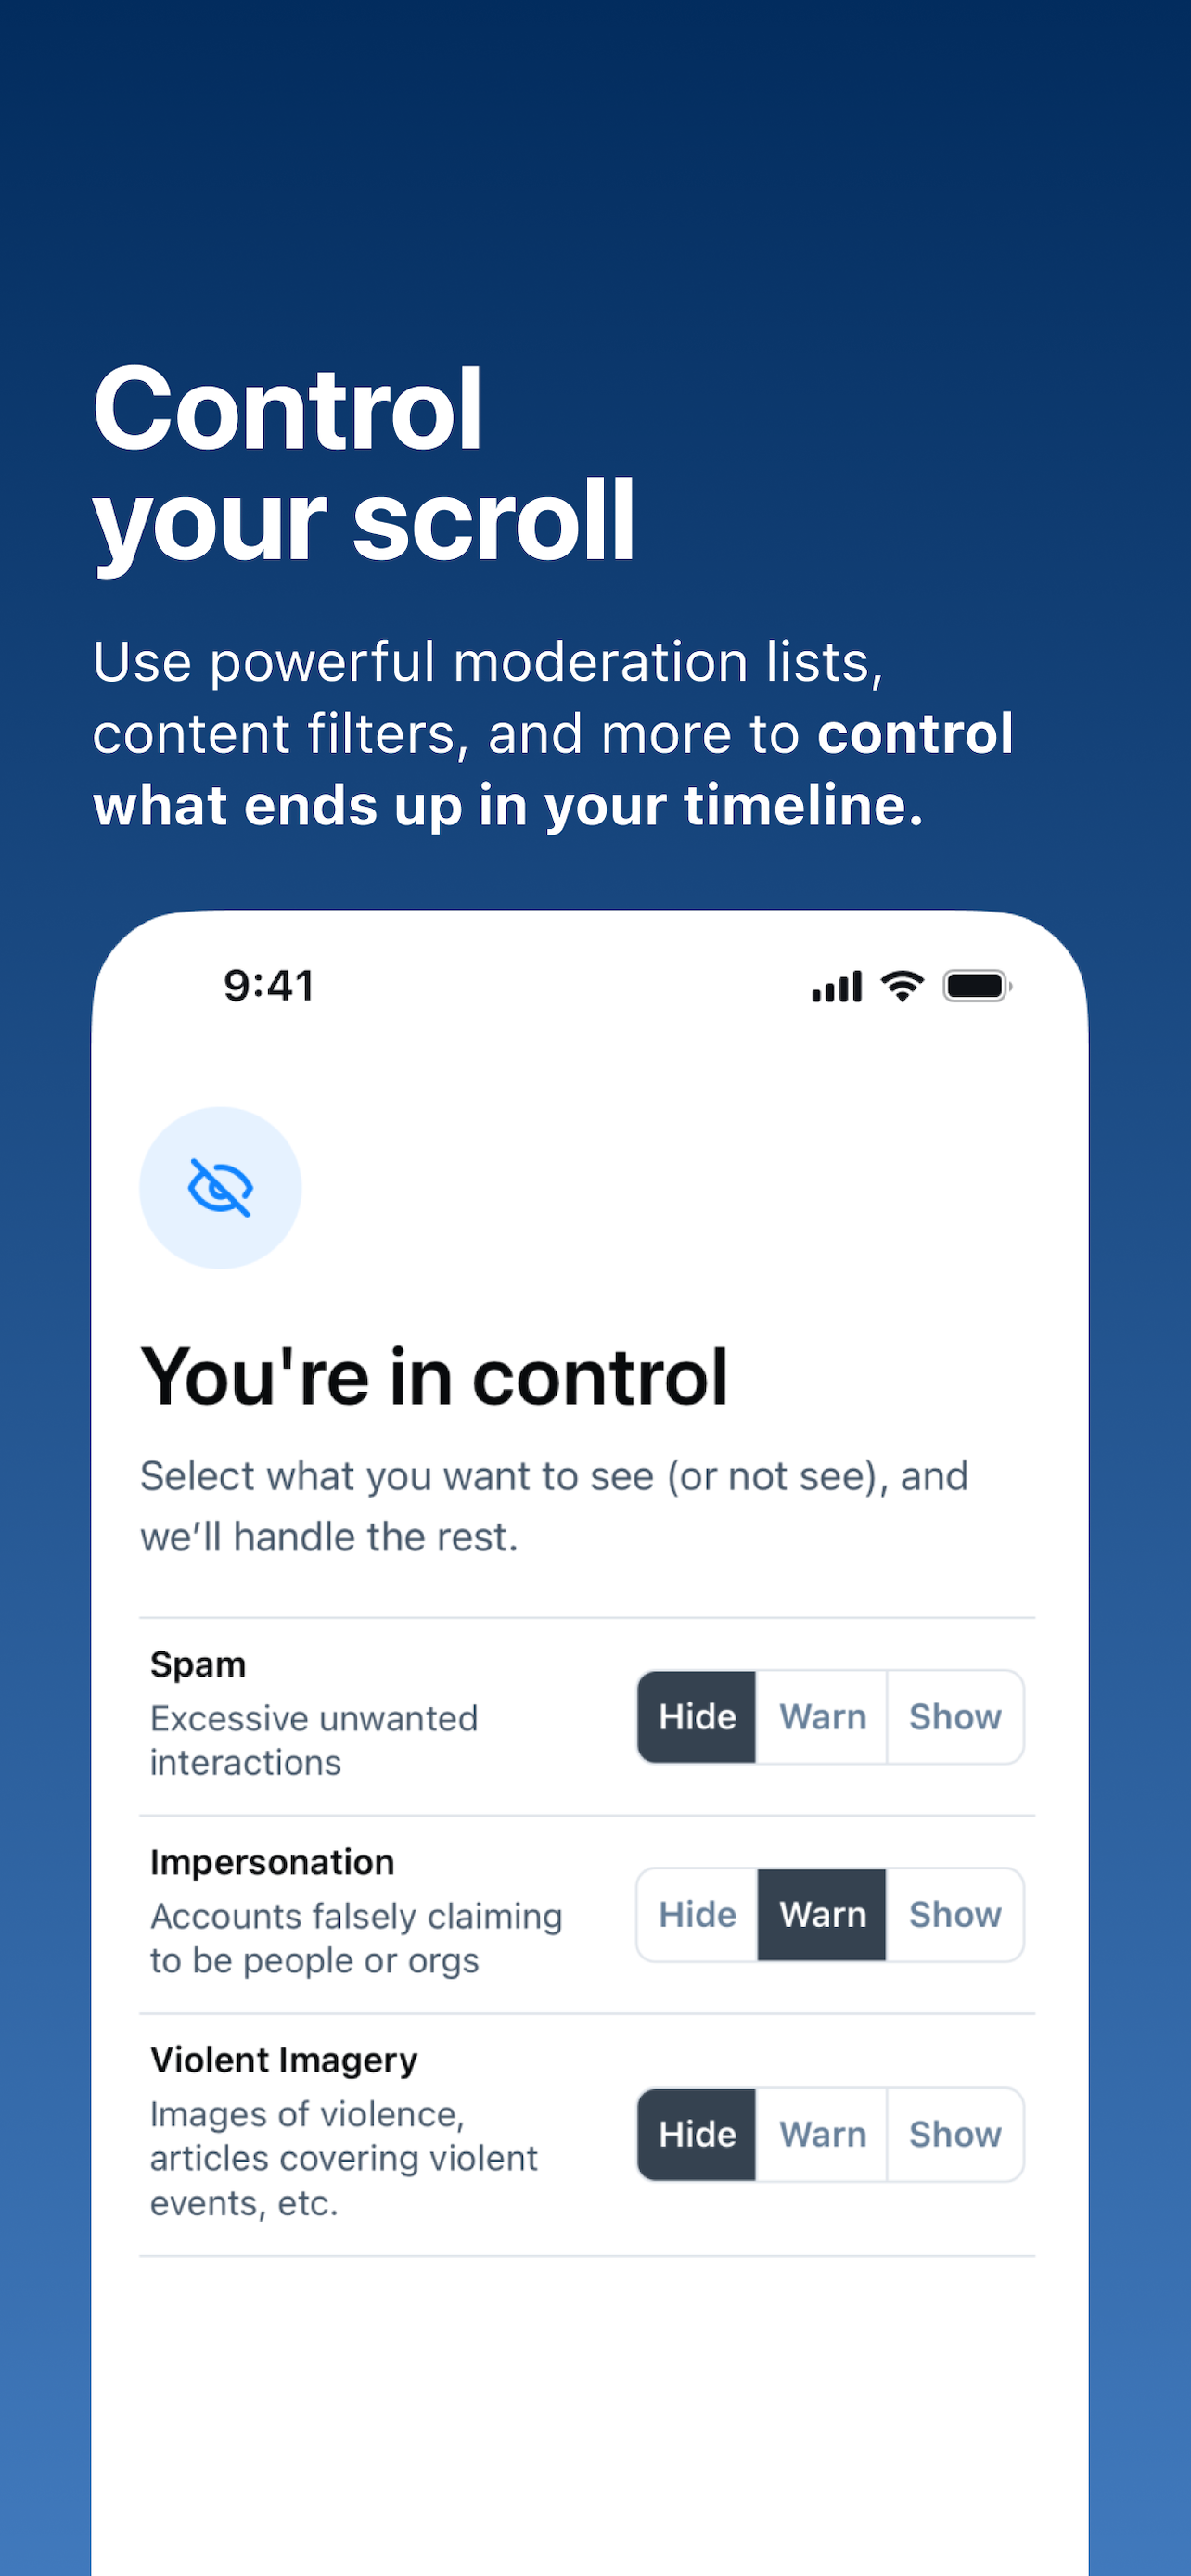 Control
your scroll
Use powerful moderation lists,
content filters, and more to control
what ends up in your timeline.
9:41
You're in control
Select what you want to see (or not see), and
we’ll handle the rest.
Spam
Excessive unwanted
interactions
Hide Warn Show
Impersonation
Accounts falsely claiming
to be people or orgs
Hide Warn Show
Violent Imagery
Images of violence,
articles covering violent
events, etc.
Hide Warn Show